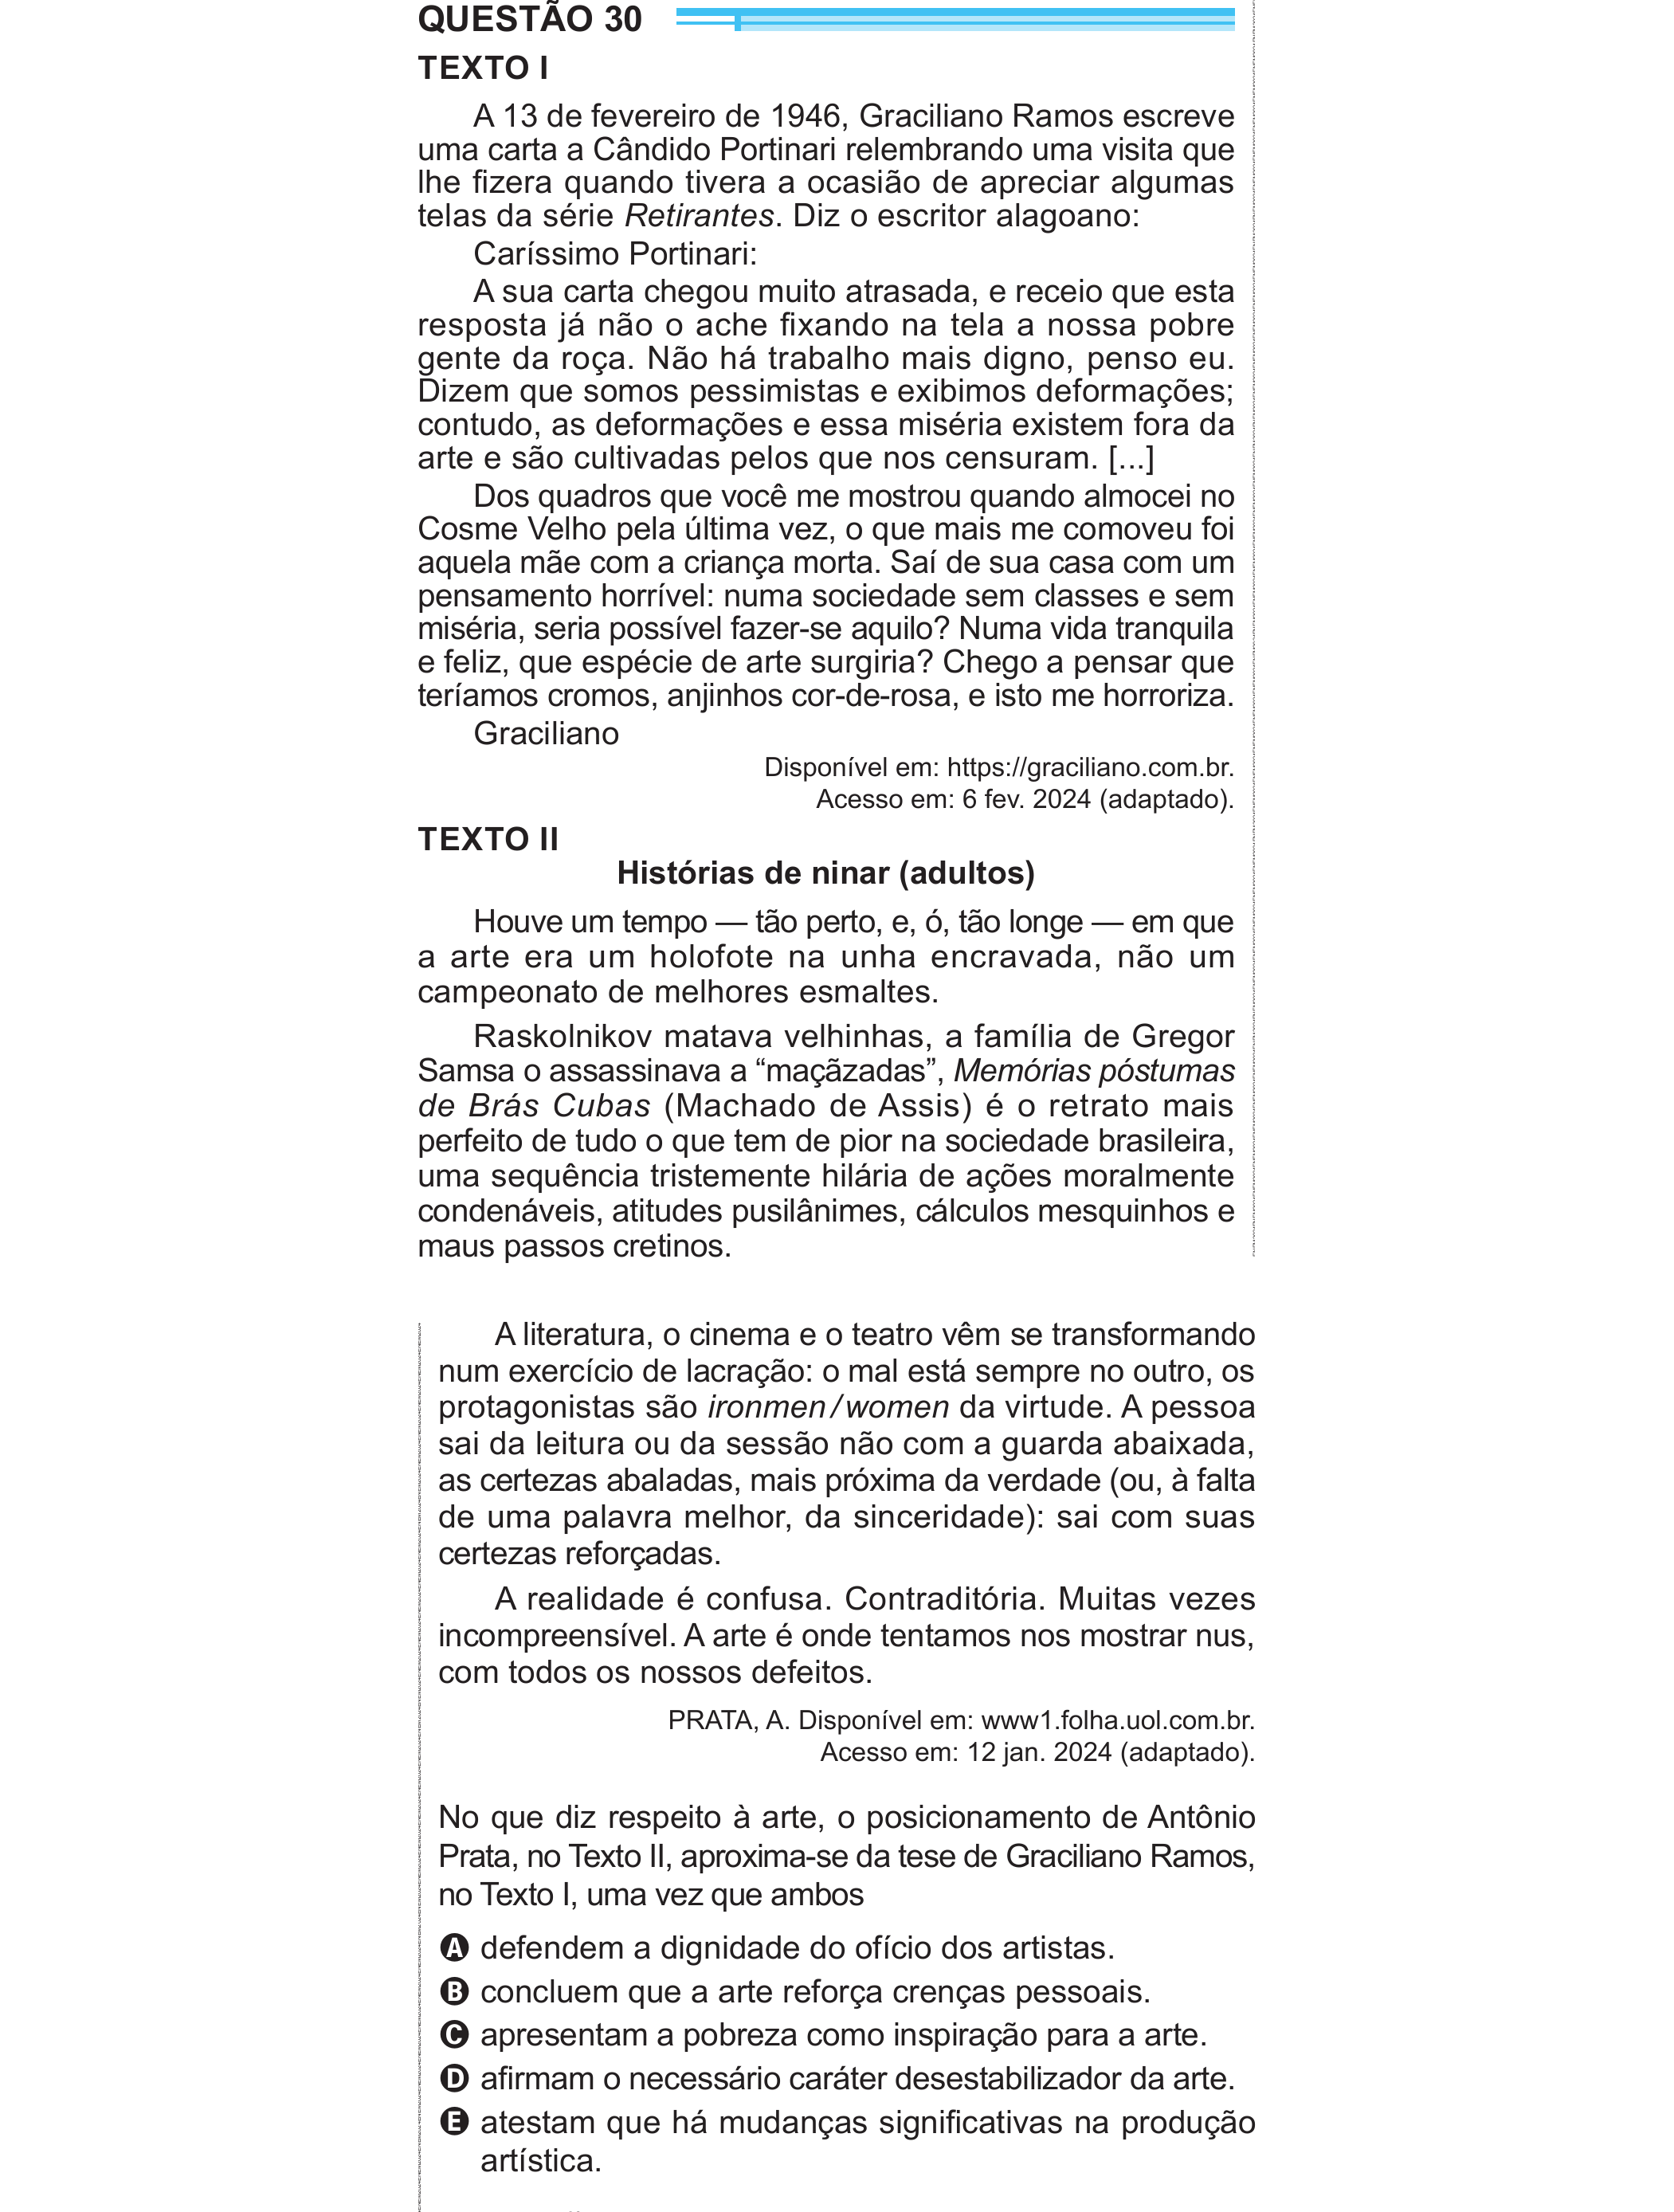 QUESTÃO 30
TEXTO I
A 13 de fevereiro de 1946, Graciliano Ramos escreve
uma carta a Cândido Portinari relembrando uma visita que
lhe fizera quando tivera a ocasião de apreciar algumas
telas da série Retirantes. Diz o escritor alagoano:
Caríssimo Portinari:
A sua carta chegou muito atrasada, e receio que esta
resposta já não o ache fixando na tela a nossa pobre
gente da roça. Não há trabalho mais digno, penso eu.
Dizem que somos pessimistas e exibimos deformações;
contudo, as deformações e essa miséria existem fora da
arte e são cultivadas pelos que nos censuram. [...]
Dos quadros que você me mostrou quando almocei no
Cosme Velho pela última vez, o que mais me comoveu foi
aquela mãe com a criança morta. Saí de sua casa com um
pensamento horrível: numa sociedade sem classes e sem
miséria, seria possível fazer-se aquilo? Numa vida tranquila
e feliz, que espécie de arte surgiria? Chego a pensar que
teríamos cromos, anjinhos cor-de-rosa, e isto me horroriza.
Graciliano
Disponível em: https://graciliano.com.br.
Acesso em: 6 fev. 2024 (adaptado).
TEXTO II
Histórias de ninar (adultos)
Houve um tempo — tão perto, e, ó, tão longe — em que
a arte era um holofote na unha encravada, não um
campeonato de melhores esmaltes.
Raskolnikov matava velhinhas, a família de Gregor
Samsa o assassinava a “maçãzadas”, Memórias póstumas
de Brás Cubas (Machado de Assis) é o retrato mais
perfeito de tudo o que tem de pior na sociedade brasileira,
uma sequência tristemente hilária de ações moralmente
condenáveis, atitudes pusilânimes, cálculos mesquinhos e
maus passos cretinos.
A literatura, o cinema e o teatro vêm se transformando
num exercício de lacração: o mal está sempre no outro, os
protagonistas são ironmen/women da virtude. A pessoa
sai da leitura ou da sessão não com a guarda abaixada,
as certezas abaladas, mais próxima da verdade (ou, à falta
de uma palavra melhor, da sinceridade): sai com suas
certezas reforçadas.
A realidade é confusa. Contraditória. Muitas vezes
incompreensível. A arte é onde tentamos nos mostrar nus,
com todos os nossos defeitos.
PRATA, A. Disponível em: www1.folha.uol.com.br.
Acesso em: 12 jan. 2024 (adaptado).
No que diz respeito à arte, o posicionamento de Antônio
Prata, no Texto II, aproxima-se da tese de Graciliano Ramos,
no Texto I, uma vez que ambos
A defendem a dignidade do ofício dos artistas.
B concluem que a arte reforça crenças pessoais.
C apresentam a pobreza como inspiração para a arte.
D afirmam o necessário caráter desestabilizador da arte.
E atestam que há mudanças significativas na produção
artística.